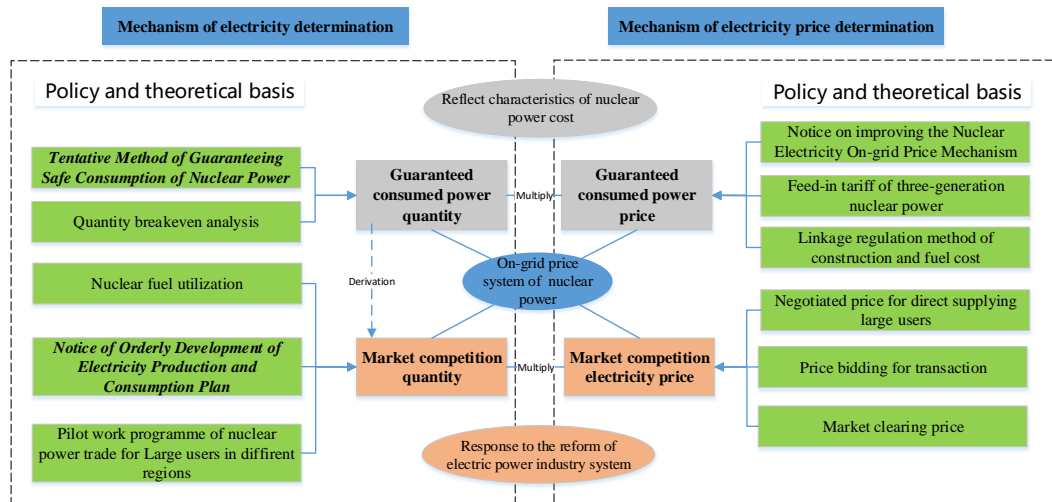 Mechanism of electricity determination
Mechanism of electricity price determination
Policy and theoretical basis
Policy and theoretical basis
Reflect characteristics of nuclear
power cost
Tentative Method of Guaranteeing
Safe Consumption of Nuclear Power
Quantity breakeven analysis
Nuclear fuel utilization
Notice of Orderly Development of
Electricity Production and
Consumption Plan
Pilot work programme of nuclear
power trade for Large users in diffirent
regions
Guaranteed
consumed power
quantity
Multiply
Guaranteed
consumed power
price
Derivation
On-grid price
system of nuclear
power
Market competition
quantity
Multiply
Market competition
electricity price
Response to the reform of
electric power industry system
Notice on improving the Nuclear
Electricity On-grid Price Mechanism
Feed-in tariff of three-generation
nuclear power
Linkage regulation method of
construction and fuel cost
Negotiated price for direct supplying
large users
Price bidding for transaction
Market clearing price